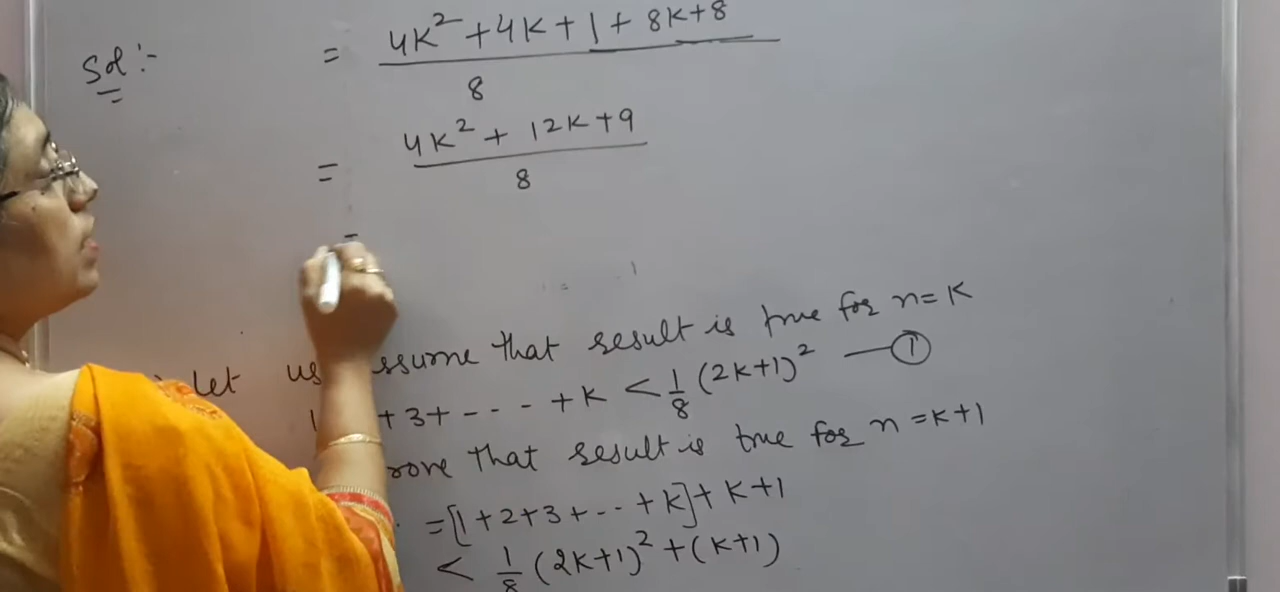 Sol :-
= 4K² + 4K + 1 + 8K + 8 / 8
= 4K² + 12K + 9 / 8
=
Let us assume that result is true for n = K
1 + 3 + - - - - + K < 1/8 (2K+1)² — ①
that result is true for n = K+1
= [1 + 2 + 3 + - - + K] + K + 1
< 1/8 (2K+1)² + (K+1)